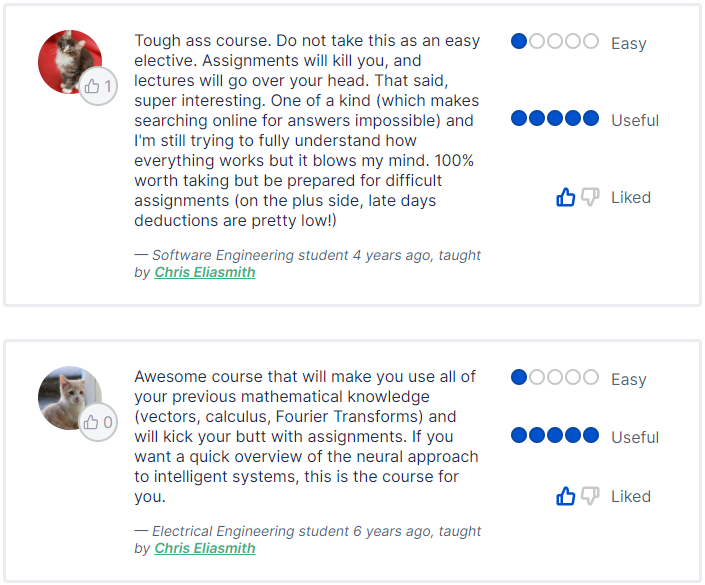 Tough ass course. Do not take this as an easy
elective. Assignments will kill you, and
lectures will go over your head. That said,
super interesting. One of a kind (which makes
searching online for answers impossible) and
I'm still trying to fully understand how
everything works but it blows my mind. 100%
worth taking but be prepared for difficult
assignments (on the plus side, late days
deductions are pretty low!)
— Software Engineering student 4 years ago, taught
by Chris Eliasmith
1
Easy
Useful
Liked
Awesome course that will make you use all of
your previous mathematical knowledge
(vectors, calculus, Fourier Transforms) and
will kick your butt with assignments. If you
want a quick overview of the neural approach
to intelligent systems, this is the course for
you.
— Electrical Engineering student 6 years ago, taught
by Chris Eliasmith
0
Easy
Useful
Liked